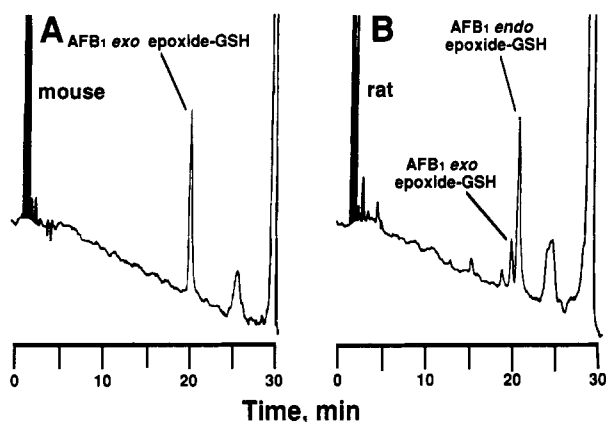 A
AFB1 exo epoxide-GSH
mouse
B
AFB1 endo
epoxide-GSH
rat
AFB1 exo
epoxide-GSH
0 10 20 30
0 10 20 30
Time, min